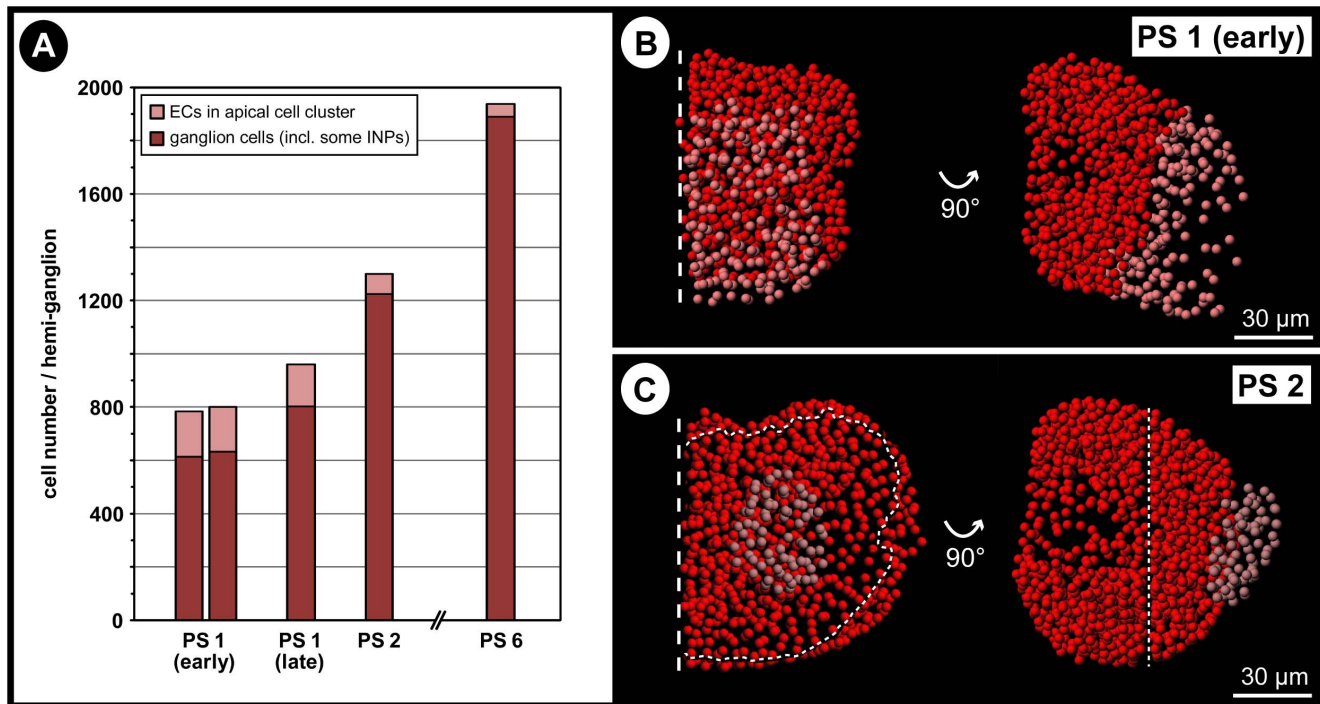 A
ECs in apical cell cluster
ganglion cells (incl. some INPs)
cell number / hemi-ganglion
2000
1600
1200
800
400
0
PS 1
(early)
PS 1
(late)
PS 2
//
PS 6
B
PS 1 (early)
90°
30 µm
C
PS 2
90°
30 µm